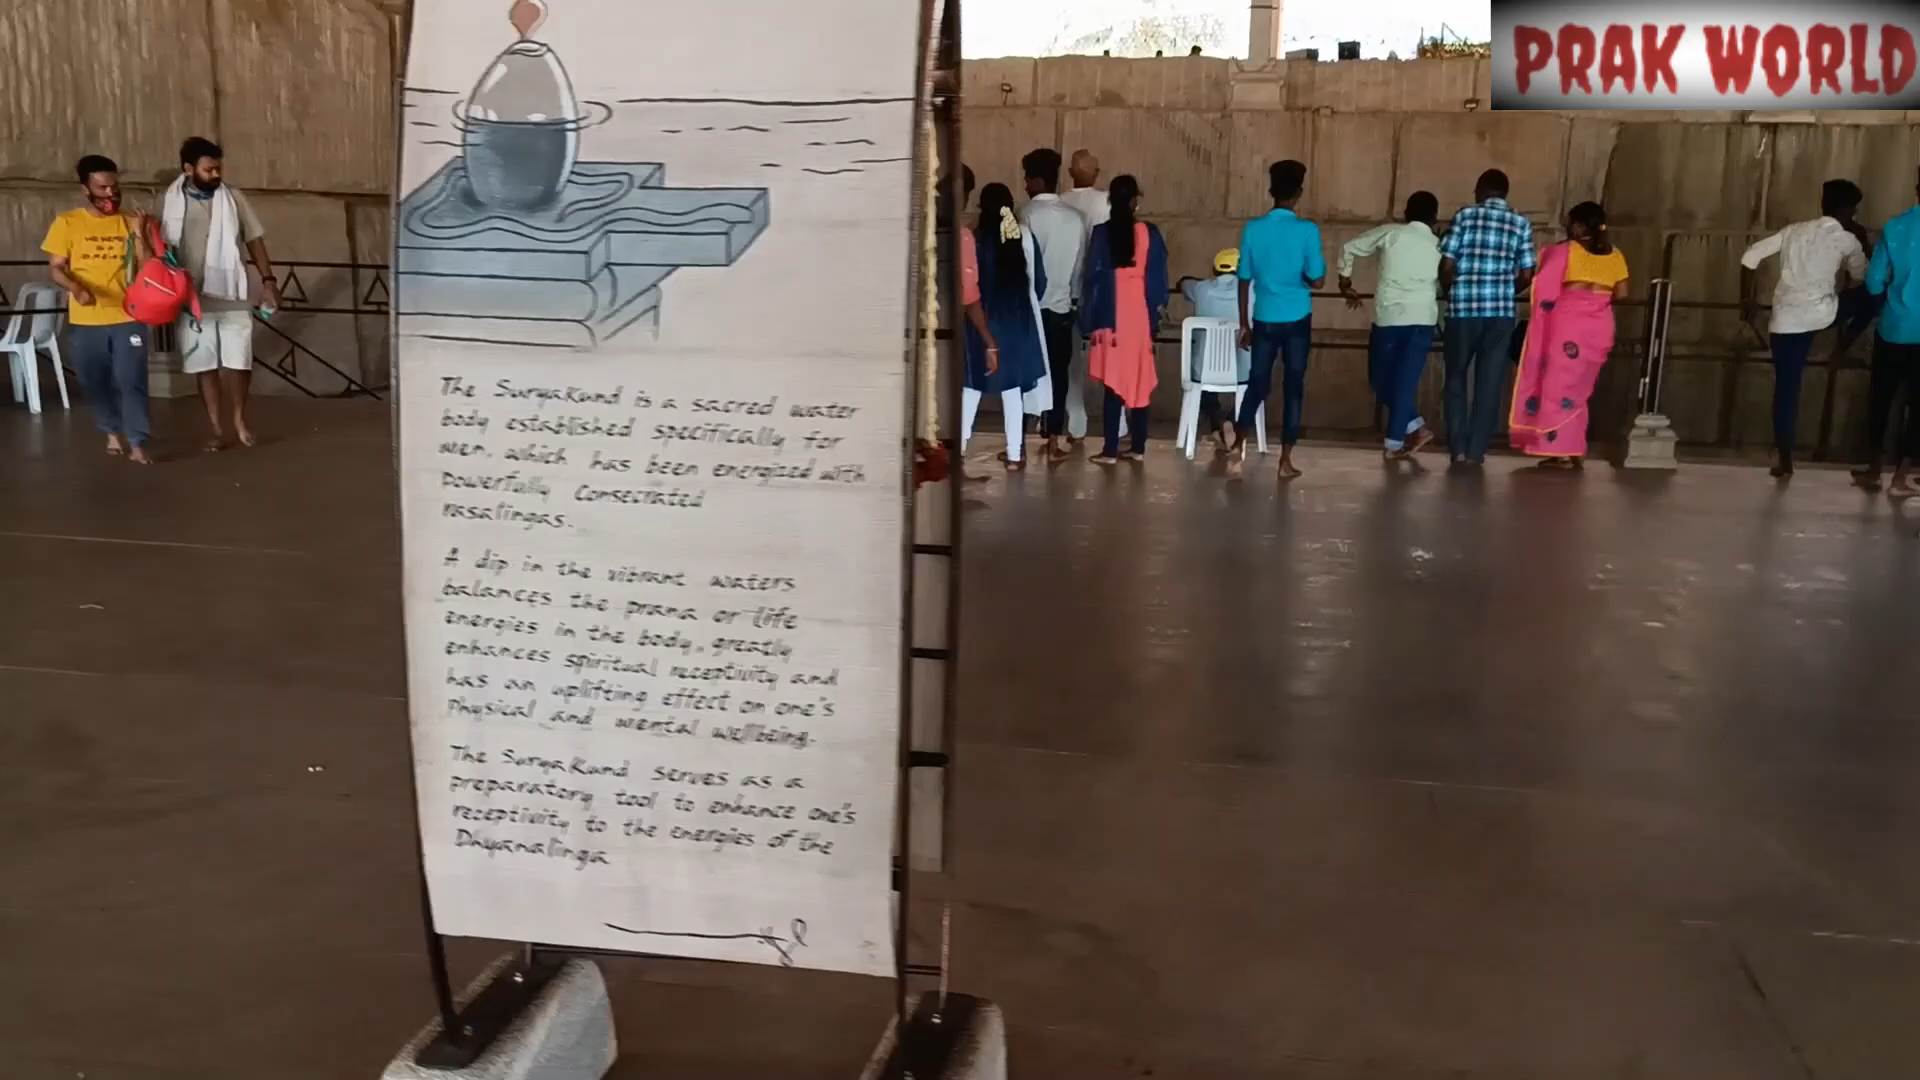 PRAK WORLD
The SuryaKund is a sacred water
body established specifically for
men, which has been energized with
powerfully consecrated
rasalingas.
A dip in the vibrant waters
balances the prana or life
energies in the body, greatly
enhances spiritual receptivity and
has an uplifting effect on one's
physical and mental wellbeing.
The SuryaKund serves as a
preparatory tool to enhance one's
receptivity to the energies of the
Dhyanalinga